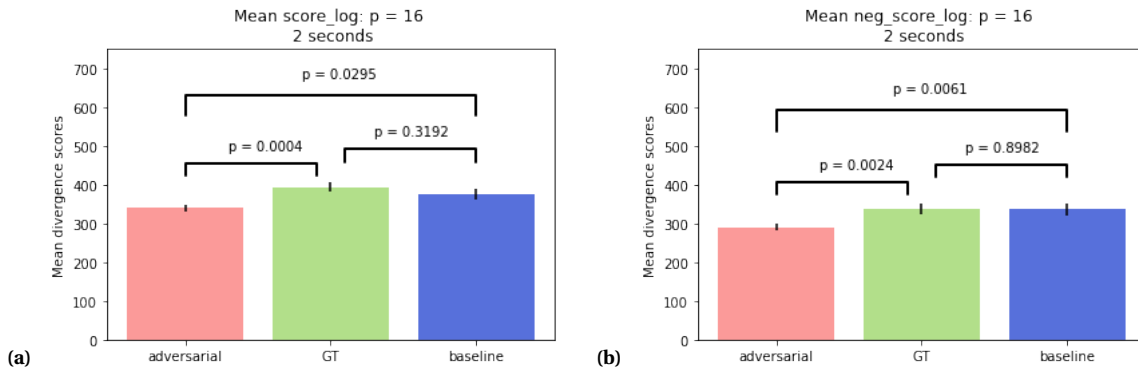 Mean score_log: p = 16
2 seconds
Mean divergence scores
700
600
500
400
300
200
100
0
p = 0.0295
p = 0.0004
p = 0.3192
adversarial GT baseline
(a)
Mean neg_score_log: p = 16
2 seconds
Mean divergence scores
700
600
500
400
300
200
100
0
p = 0.0061
p = 0.0024
p = 0.8982
adversarial GT baseline
(b)